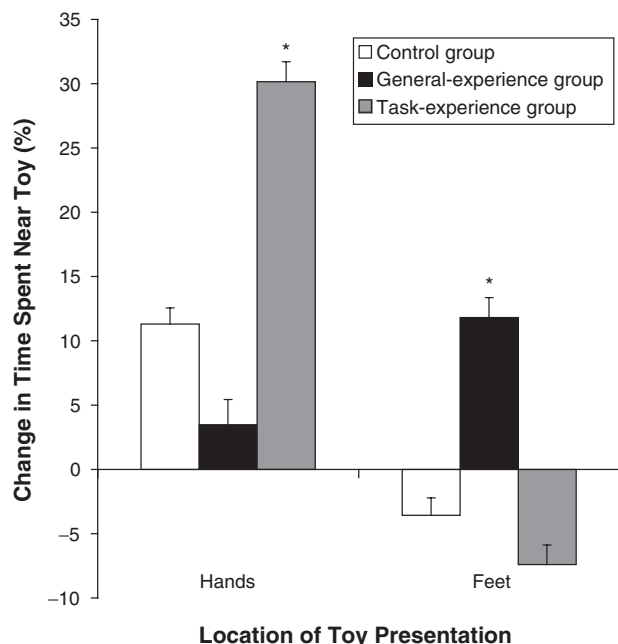 35
30
25
20
15
10
5
0
−5
−10
Change in Time Spent Near Toy (%)
Control group
General-experience group
Task-experience group
*
*
Hands
Feet
Location of Toy Presentation